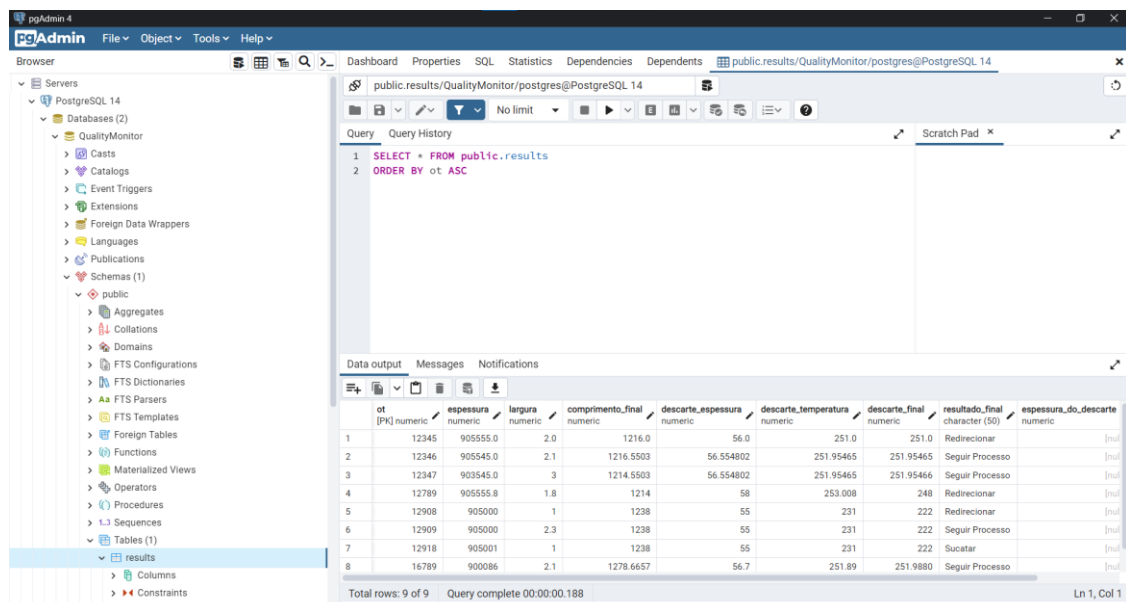 pgAdmin 4
pgAdmin File Object Tools Help
Browser
Dashboard Properties SQL Statistics Dependencies Dependents public.results/QualityMonitor/postgres@PostgreSQL 14
Servers
PostgreSQL 14
Databases (2)
QualityMonitor
Casts
Catalogs
Event Triggers
Extensions
Foreign Data Wrappers
Languages
Publications
Schemas (1)
public
Aggregates
Collations
Domains
FTS Configurations
FTS Dictionaries
Aa FTS Parsers
FTS Templates
Foreign Tables
Functions
Materialized Views
Operators
Procedures
1..3 Sequences
Tables (1)
results
Columns
Constraints
public.results/QualityMonitor/postgres@PostgreSQL 14
No limit
Query Query History
Scratch Pad
1 SELECT * FROM public.results
2 ORDER BY ot ASC
Data output Messages Notifications
ot espessura largura comprimento_final descarte_espessura descarte_temperatura descarte_final resultado_final espessura_do_descarte
[PK] numeric numeric numeric numeric numeric numeric numeric character (50) numeric
1 12345 905555.0 2.0 1216.0 56.0 251.0 251.0 Redirecionar [nul
2 12346 905545.0 2.1 1216.5503 56.554802 251.95465 251.95465 Seguir Processo [nul
3 12347 903545.0 3 1214.5503 56.554802 251.95465 251.95466 Seguir Processo [nul
4 12789 905555.8 1.8 1214 58 253.008 248 Redirecionar [nul
5 12908 905000 1 1238 55 231 222 Redirecionar [nul
6 12909 905000 2.3 1238 55 231 222 Seguir Processo [nul
7 12918 905001 1 1238 55 231 222 Sucatar [nul
8 16789 900086 2.1 1278.6657 56.7 251.89 251.9880 Seguir Processo [nul
Total rows: 9 of 9 Query complete 00:00:00.188
Ln 1, Col 1